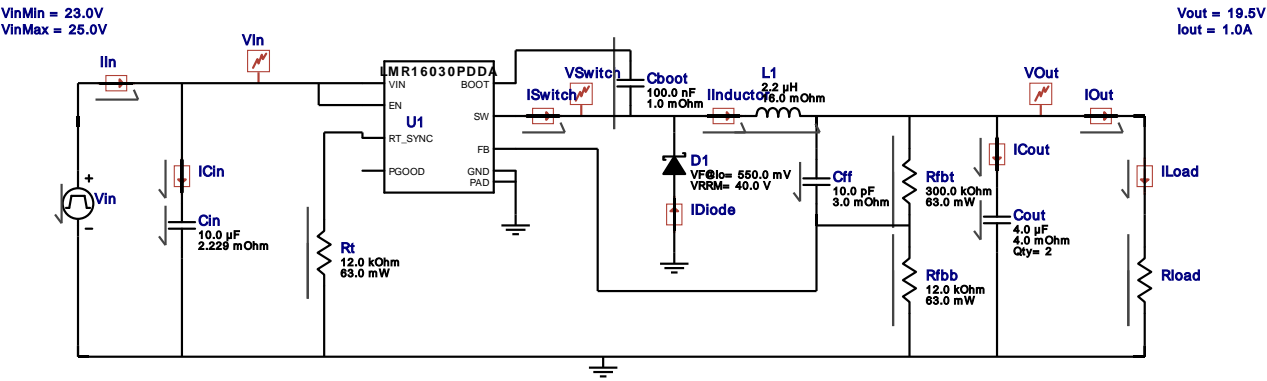 VinMin = 23.0V
VinMax = 25.0V
Vout = 19.5V
Iout = 1.0A
IIn
VIn
LMR16030PDDA
VIN
BOOT
EN
SW
U1
RT_SYNC
FB
PGOOD
GND
PAD
ISwitch
VSwitch
Cboot
100.0 nF
1.0 mOhm
IInductor
L1
2.2 µH
16.0 mOhm
VOut
IOut
Vin
+
−
ICin
Cin
10.0 µF
2.229 mOhm
Rt
12.0 kOhm
63.0 mW
D1
VF@Io= 550.0 mV
VRRM= 40.0 V
IDiode
Cff
10.0 pF
3.0 mOhm
Rfbt
300.0 kOhm
63.0 mW
Rfbb
12.0 kOhm
63.0 mW
ICout
Cout
4.0 µF
4.0 mOhm
Qty= 2
ILoad
Rload